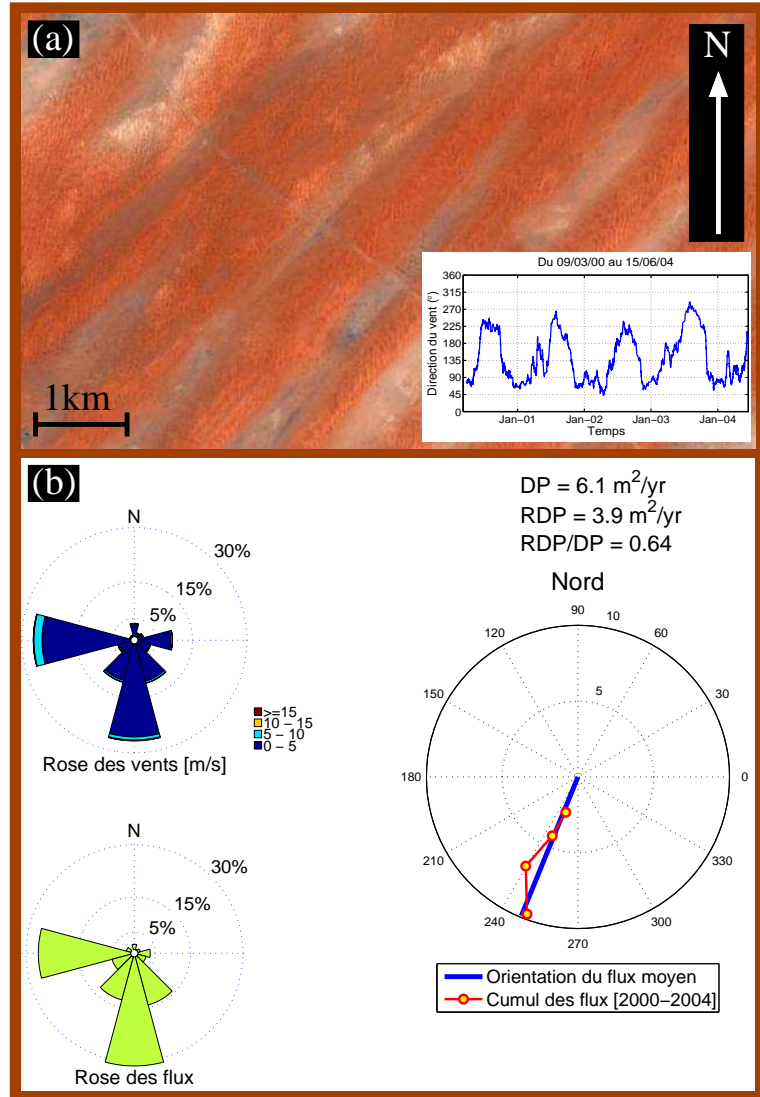 (a)
N
1km
Du 09/03/00 au 15/06/04
Direction du vent (°)
360
315
270
225
180
135
90
45
0
Jan−01 Jan−02 Jan−03 Jan−04
Temps
(b)
N
30%
15%
5%
>=15
10 − 15
5 − 10
0 − 5
Rose des vents [m/s]
N
30%
15%
5%
Rose des flux
DP = 6.1 m²/yr
RDP = 3.9 m²/yr
RDP/DP = 0.64
Nord
90
10
120
60
5
150
30
180
0
210
330
240
300
270
Orientation du flux moyen
Cumul des flux [2000−2004]